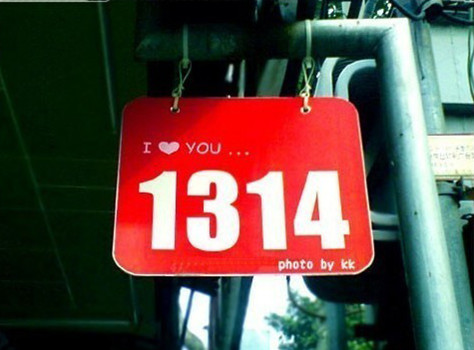 I ♥ YOU ...
1314
photo by kk